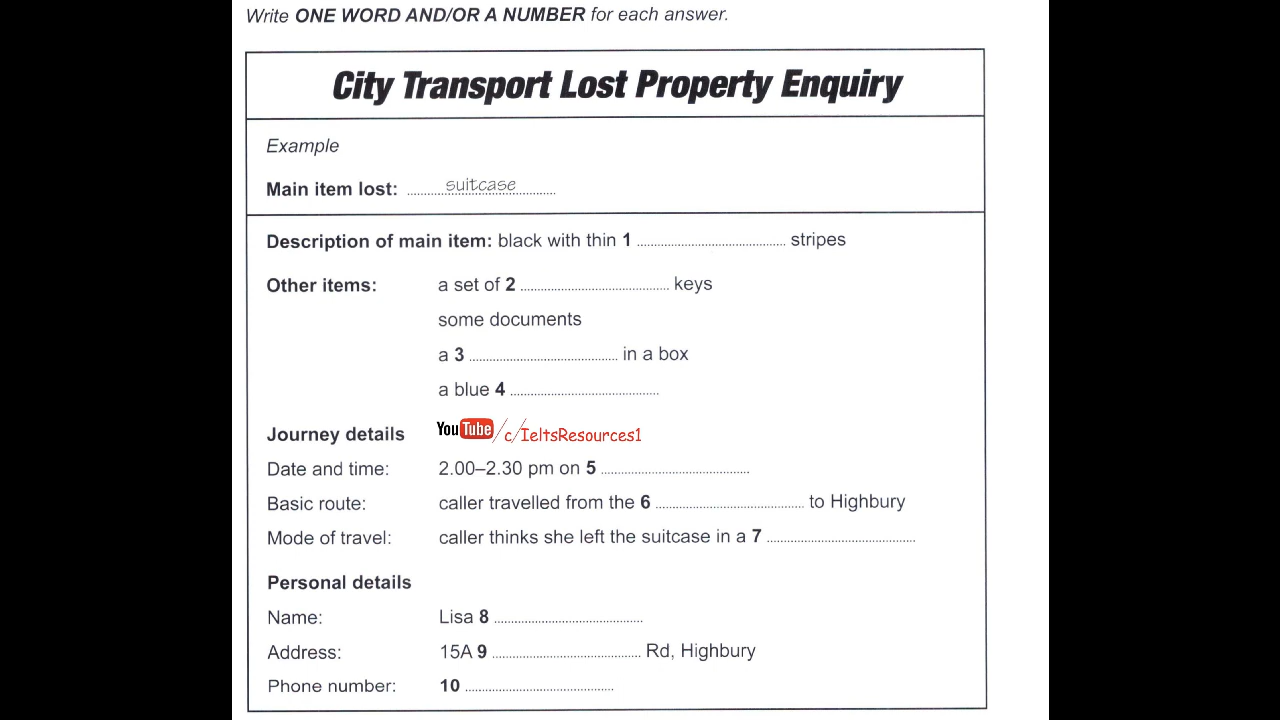 Write ONE WORD AND/OR A NUMBER for each answer.
City Transport Lost Property Enquiry
Example
Main item lost: ........suitcase........
Description of main item: black with thin 1 ........................ stripes
Other items: a set of 2 ........................ keys
some documents
a 3 ........................ in a box
a blue 4 ........................
Journey details YouTube/c/IeltsResources1
Date and time: 2.00–2.30 pm on 5 ........................
Basic route: caller travelled from the 6 ........................ to Highbury
Mode of travel: caller thinks she left the suitcase in a 7 ........................
Personal details
Name: Lisa 8 ........................
Address: 15A 9 ........................ Rd, Highbury
Phone number: 10 ........................